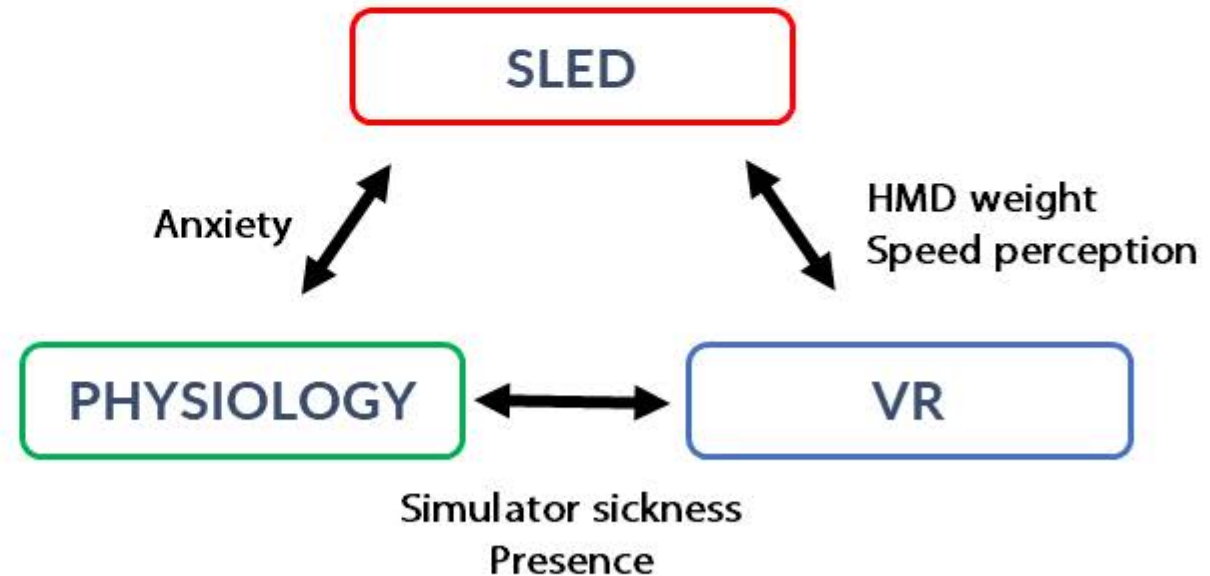 SLED
Anxiety
HMD weight
Speed perception
PHYSIOLOGY
VR
Simulator sickness
Presence